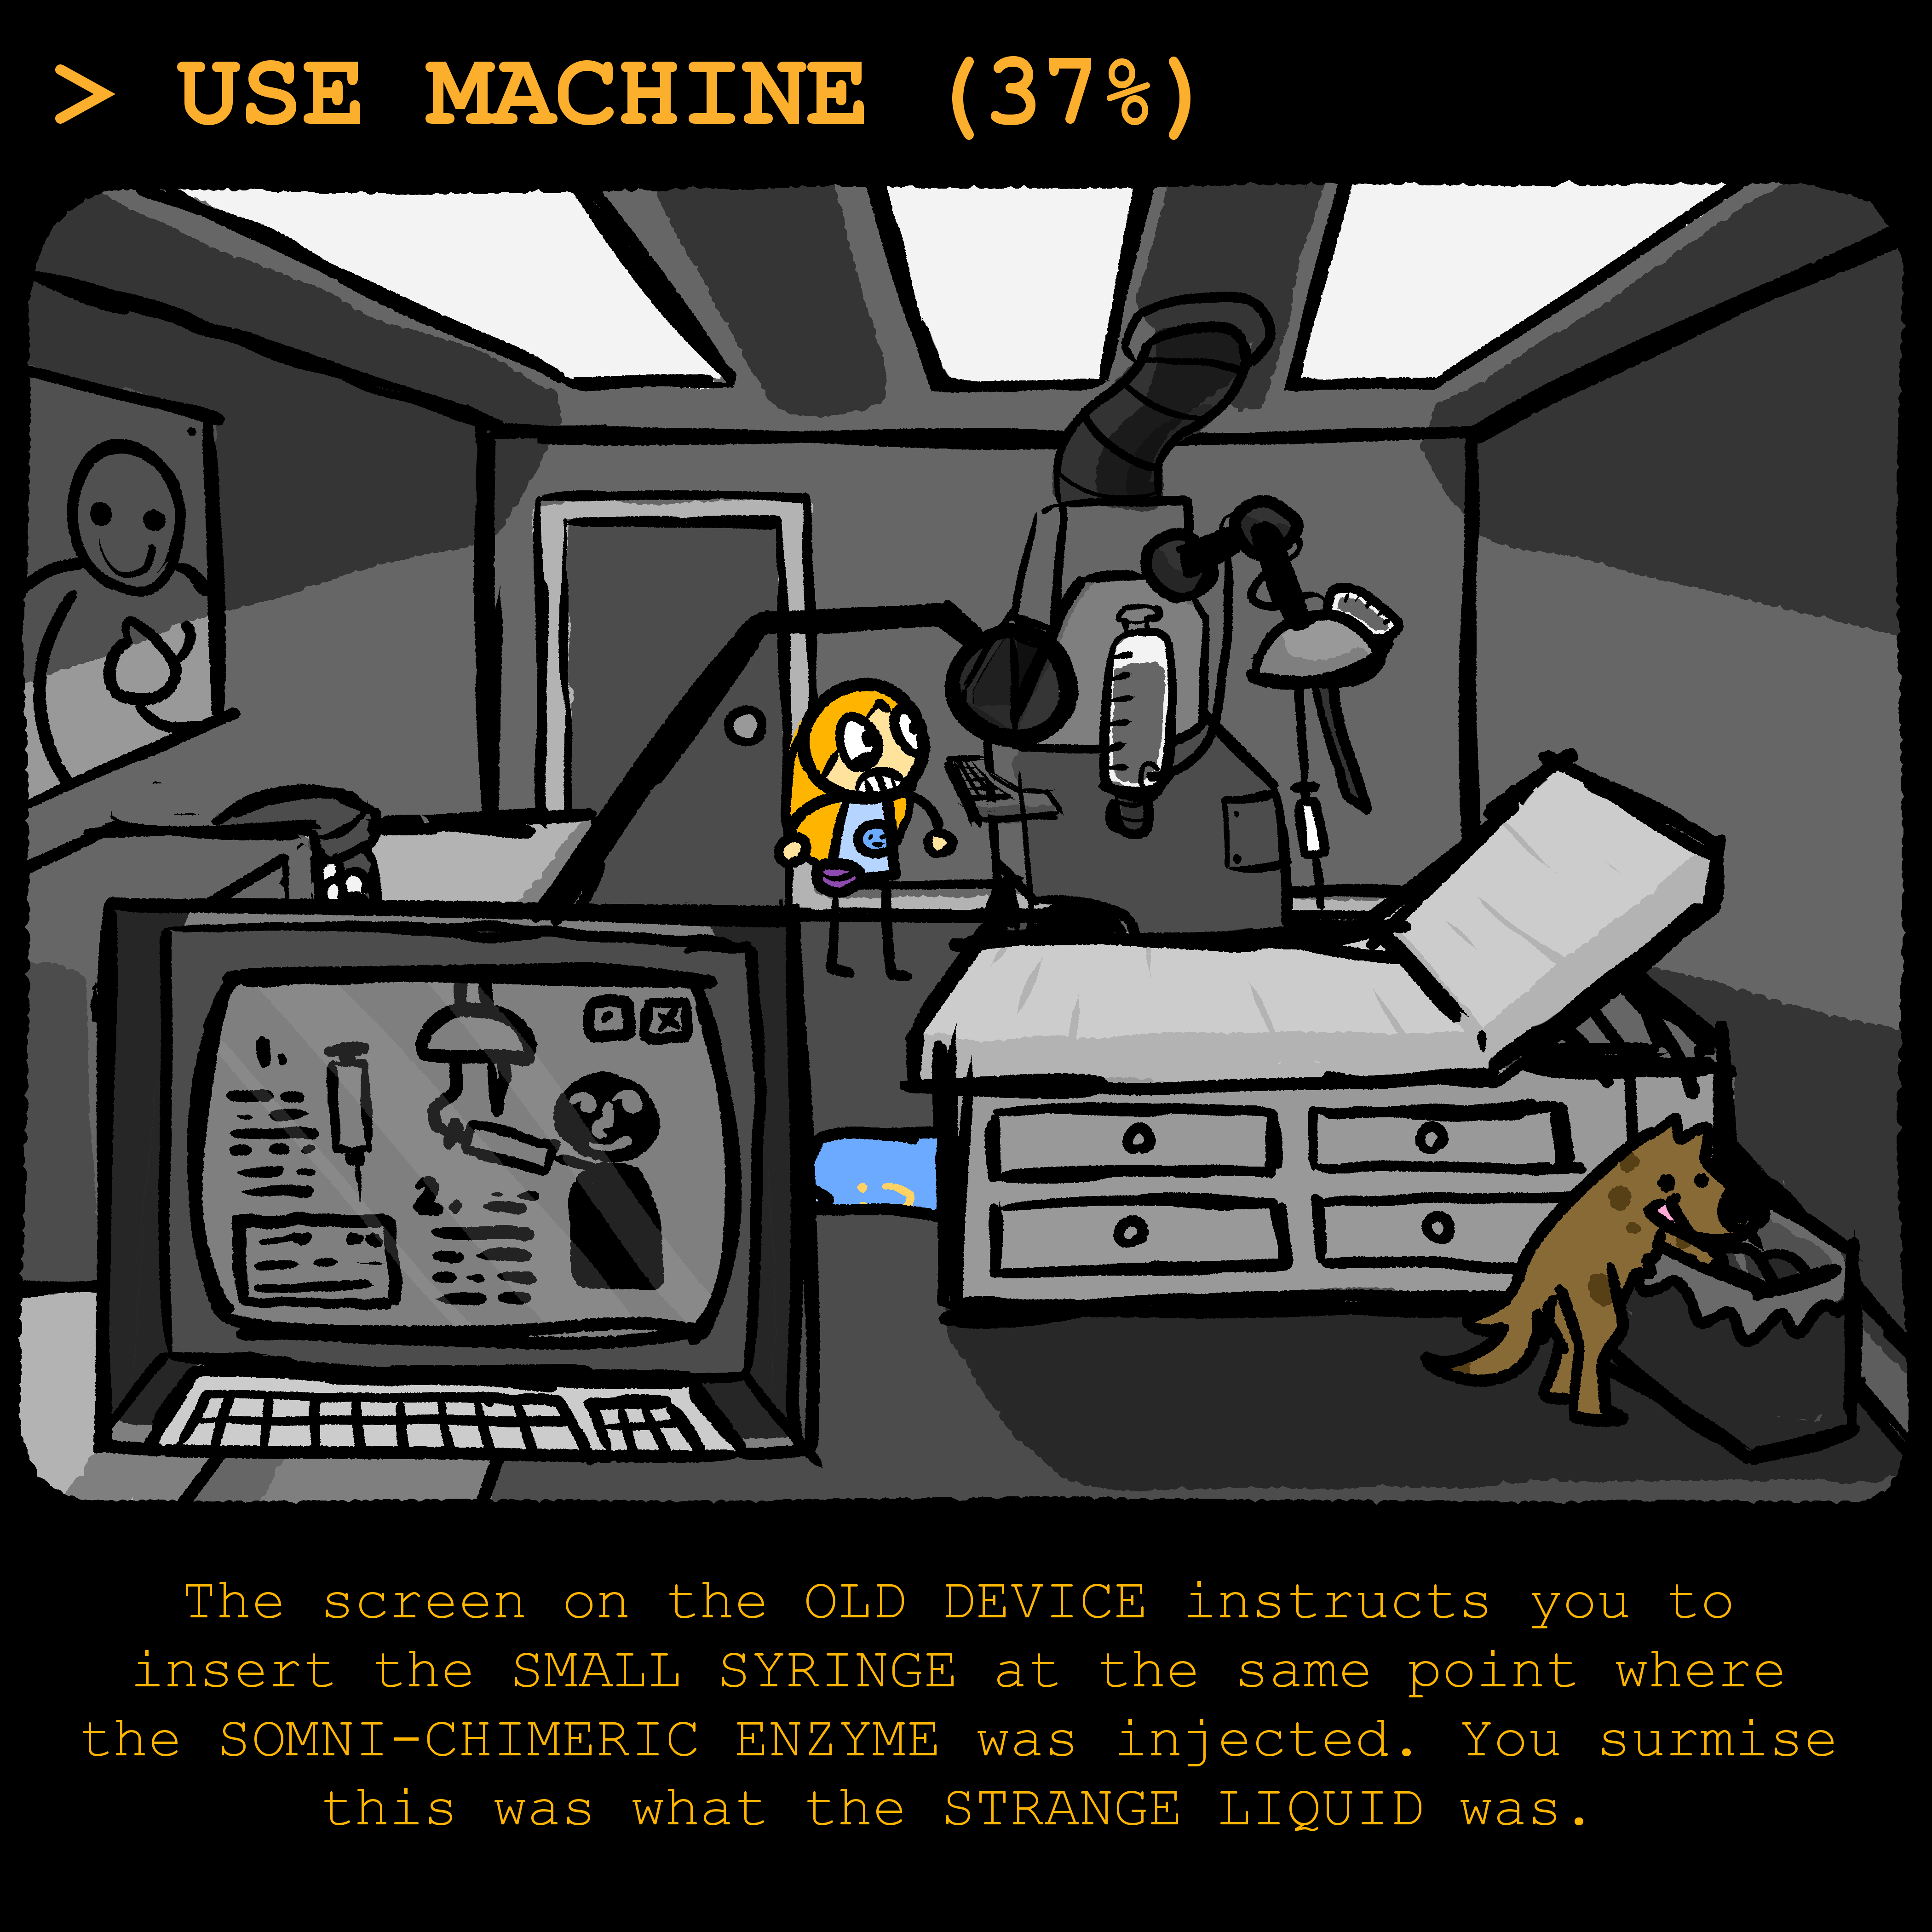 > USE MACHINE (37%)
The screen on the OLD DEVICE instructs you to
insert the SMALL SYRINGE at the same point where
the SOMNI-CHIMERIC ENZYME was injected. You surmise
this was what the STRANGE LIQUID was.